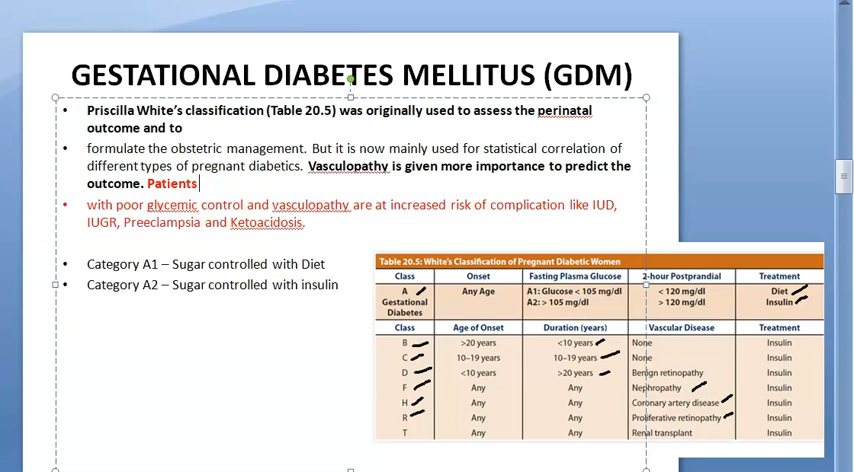 GESTATIONAL DIABETES MELLITUS (GDM)
• Priscilla White's classification (Table 20.5) was originally used to assess the perinatal
outcome and to
• formulate the obstetric management. But it is now mainly used for statistical correlation of
different types of pregnant diabetics. Vasculopathy is given more importance to predict the
outcome. Patients
• with poor glycemic control and vasculopathy are at increased risk of complication like IUD,
IUGR, Preeclampsia and Ketoacidosis.
• Category A1 – Sugar controlled with Diet
• Category A2 – Sugar controlled with insulin
Table 20.5: White's Classification of Pregnant Diabetic Women
Class Onset Fasting Plasma Glucose 2-hour Postprandial Treatment
A Any Age A1: Glucose < 105 mg/dl < 120 mg/dl Diet
Gestational A2: > 105 mg/dl > 120 mg/dl Insulin
Diabetes
Class Age of Onset Duration (years) Vascular Disease Treatment
B >20 years <10 years None Insulin
C 10–19 years 10–19 years None Insulin
D <10 years >20 years Benign retinopathy Insulin
F Any Any Nephropathy Insulin
H Any Any Coronary artery disease Insulin
R Any Any Proliferative retinopathy Insulin
T Any Any Renal transplant Insulin